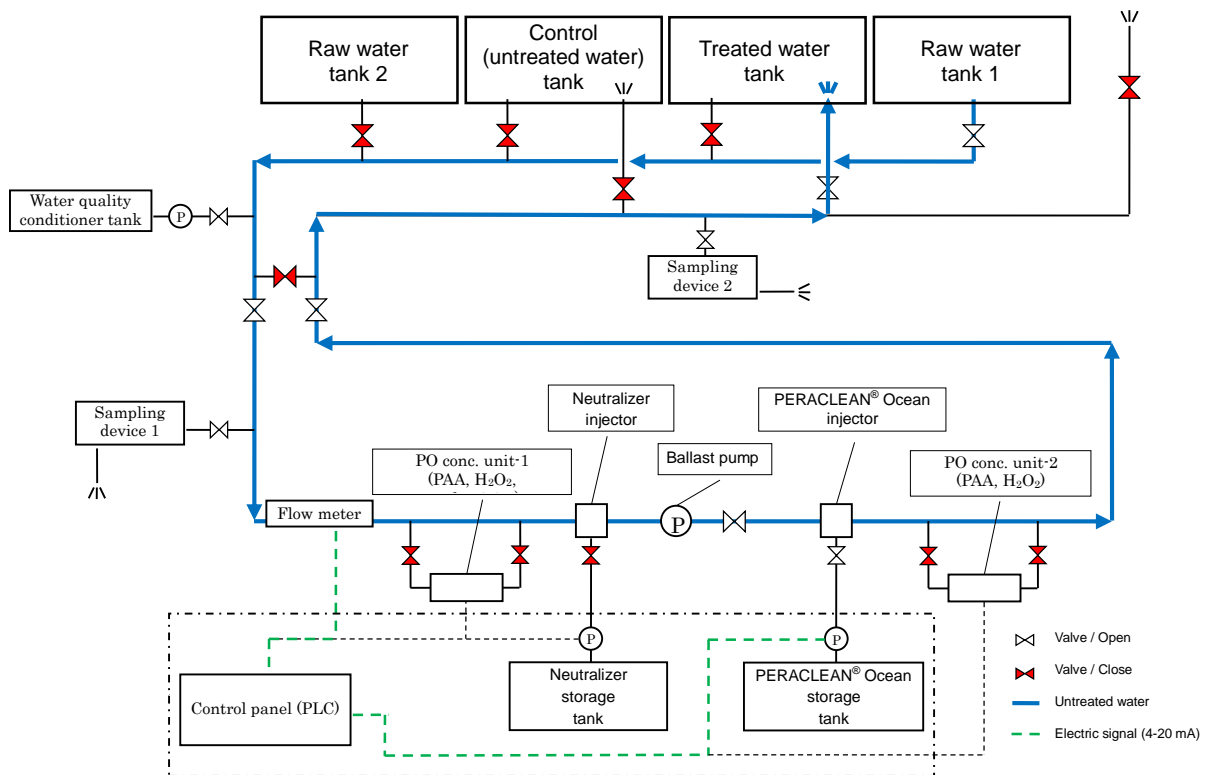 Raw water
tank 2
Control
(untreated water)
tank
Treated water
tank
Raw water
tank 1
Water quality
conditioner tank
P
Sampling
device 2
Sampling
device 1
Neutralizer
injector
PERACLEAN® Ocean
injector
PO conc. unit-1
(PAA, H₂O₂,
Ballast pump
PO conc. unit-2
(PAA, H₂O₂)
Flow meter
P
P
P
Neutralizer
storage
tank
PERACLEAN® Ocean
storage
tank
Control panel (PLC)
Valve / Open
Valve / Close
Untreated water
Electric signal (4-20 mA)